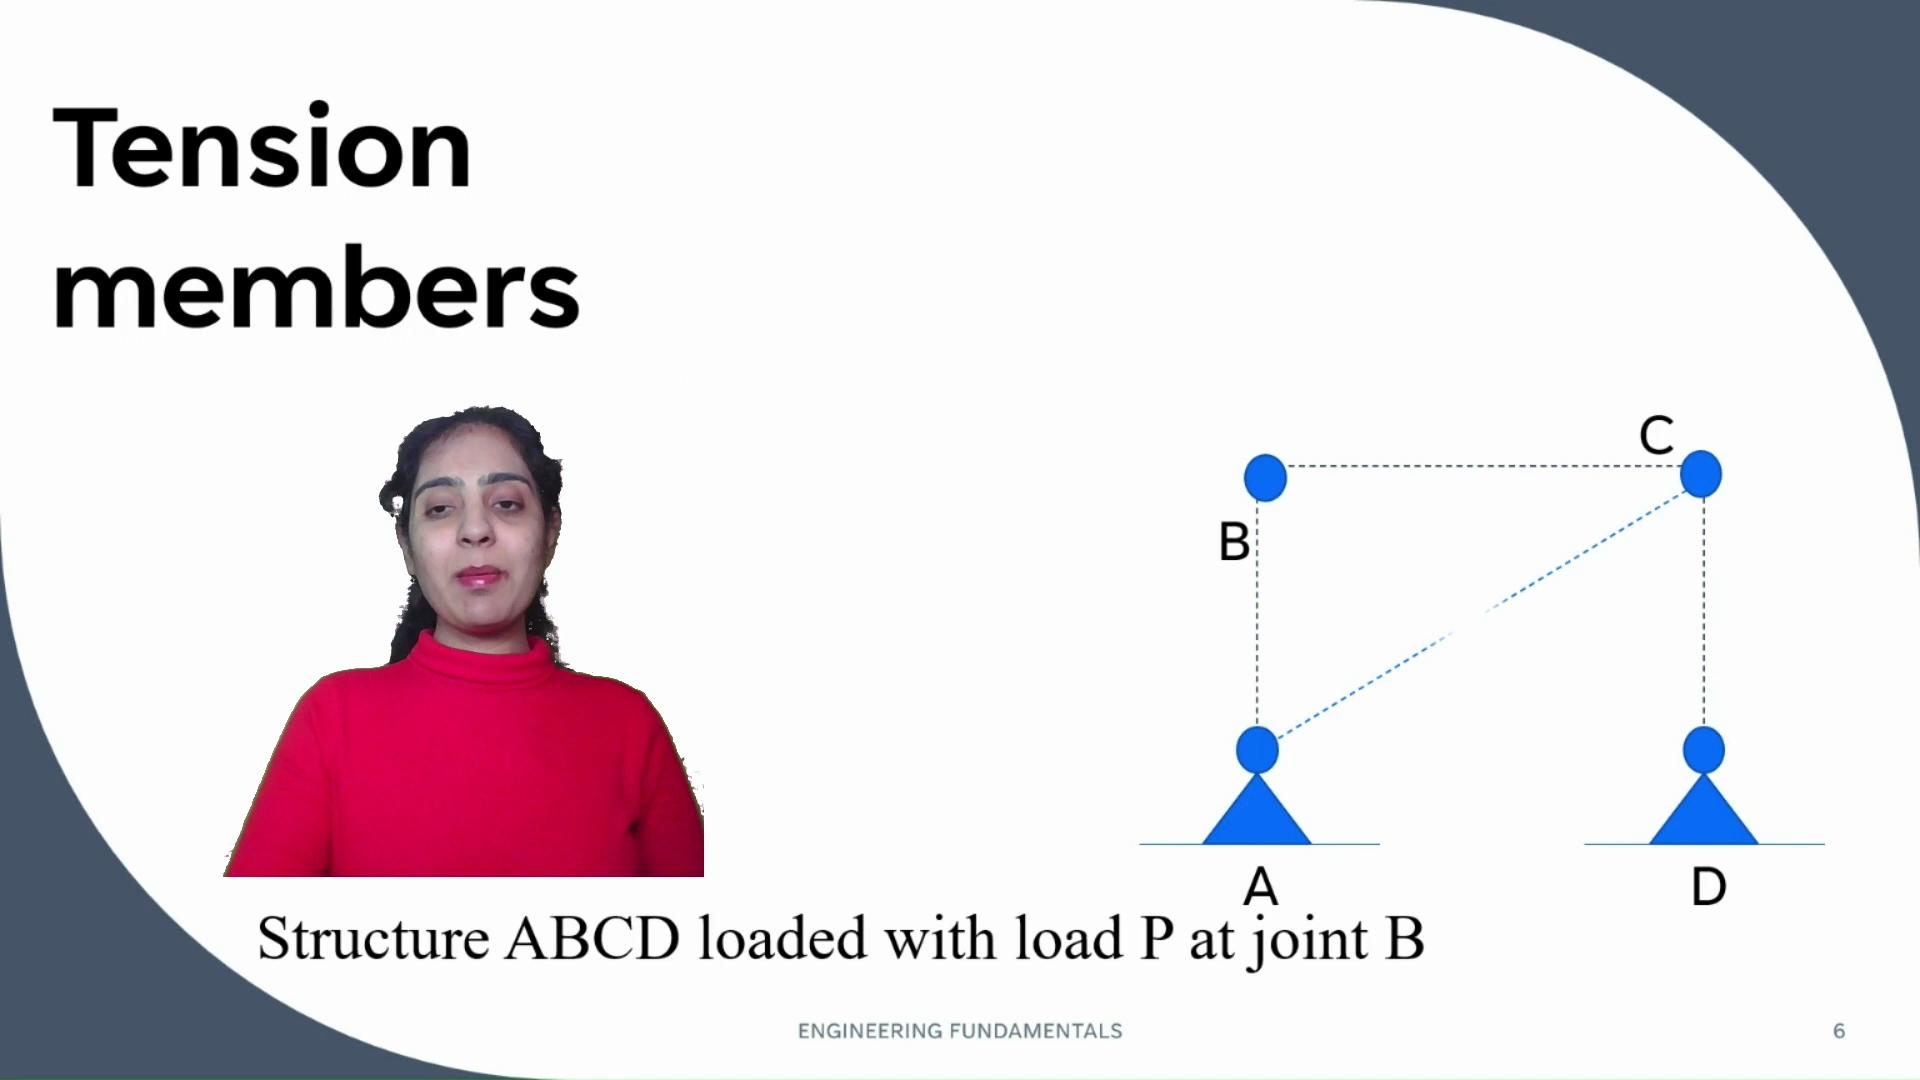 Tension
members
C
B
A
D
Structure ABCD loaded with load P at joint B
ENGINEERING FUNDAMENTALS
6